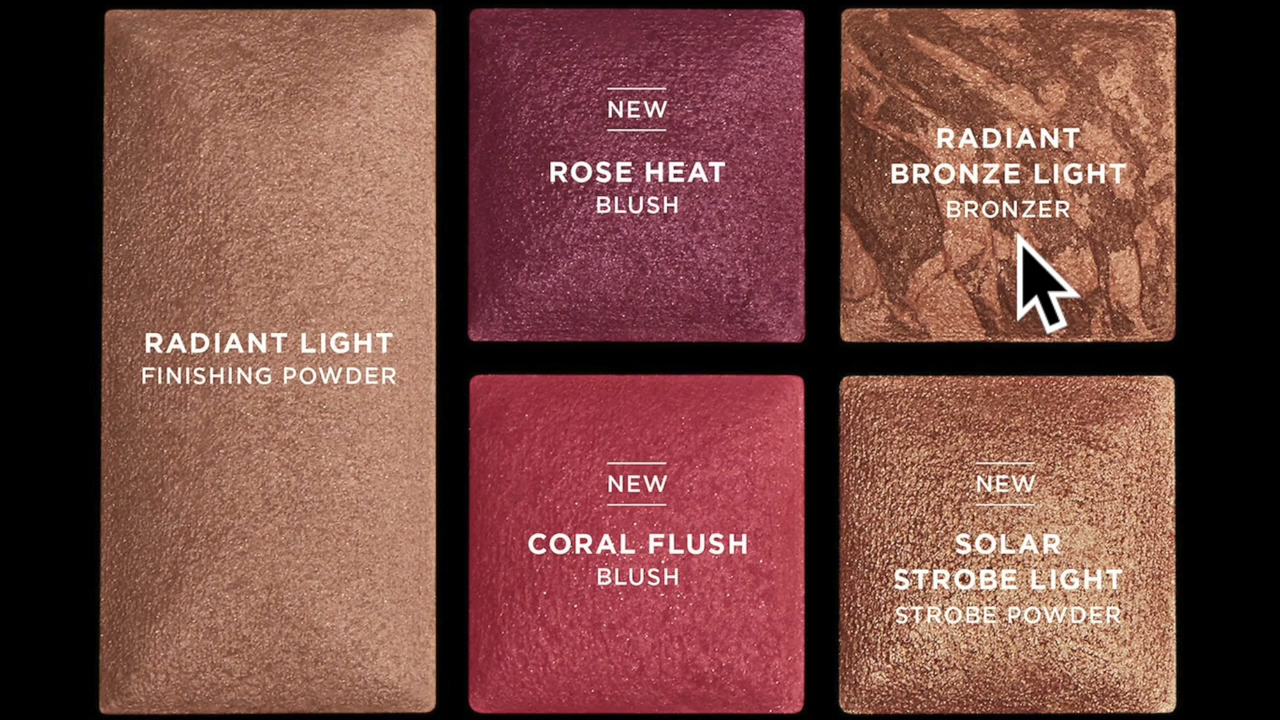 RADIANT LIGHT
FINISHING POWDER
NEW
ROSE HEAT
BLUSH
RADIANT
BRONZE LIGHT
BRONZER
NEW
CORAL FLUSH
BLUSH
NEW
SOLAR
STROBE LIGHT
STROBE POWDER